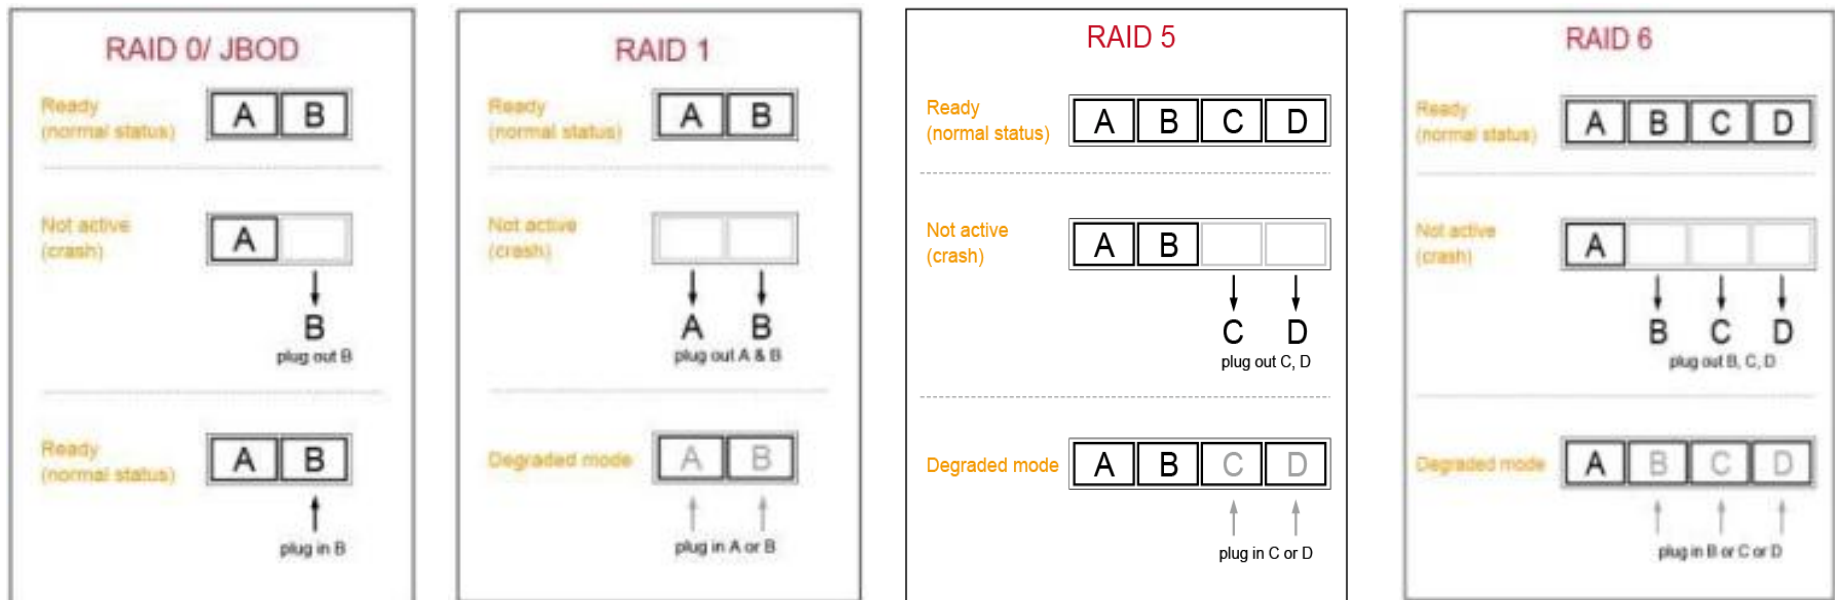 RAID 0/ JBOD
Ready
(normal status)
A B
Not active
(crash)
A
B
plug out B
Ready
(normal status)
A B
plug in B
RAID 1
Ready
(normal status)
A B
Not active
(crash)
A B
plug out A & B
Degraded mode
A B
plug in A or B
RAID 5
Ready
(normal status)
A B C D
Not active
(crash)
A B
C D
plug out C, D
Degraded mode
A B C D
plug in C or D
RAID 6
Ready
(normal status)
A B C D
Not active
(crash)
A
B C D
plug out B, C, D
Degraded mode
A B C D
plug in B or C or D